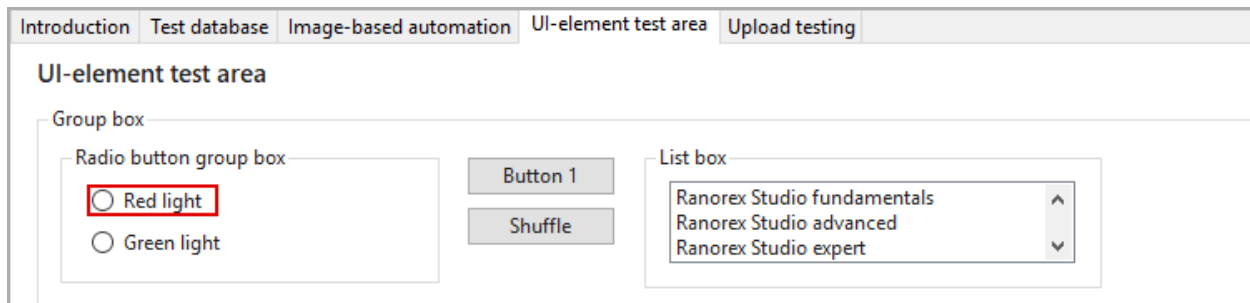 Introduction Test database Image-based automation UI-element test area Upload testing
UI-element test area
Group box
Radio button group box
Red light
Green light
Button 1
Shuffle
List box
Ranorex Studio fundamentals
Ranorex Studio advanced
Ranorex Studio expert